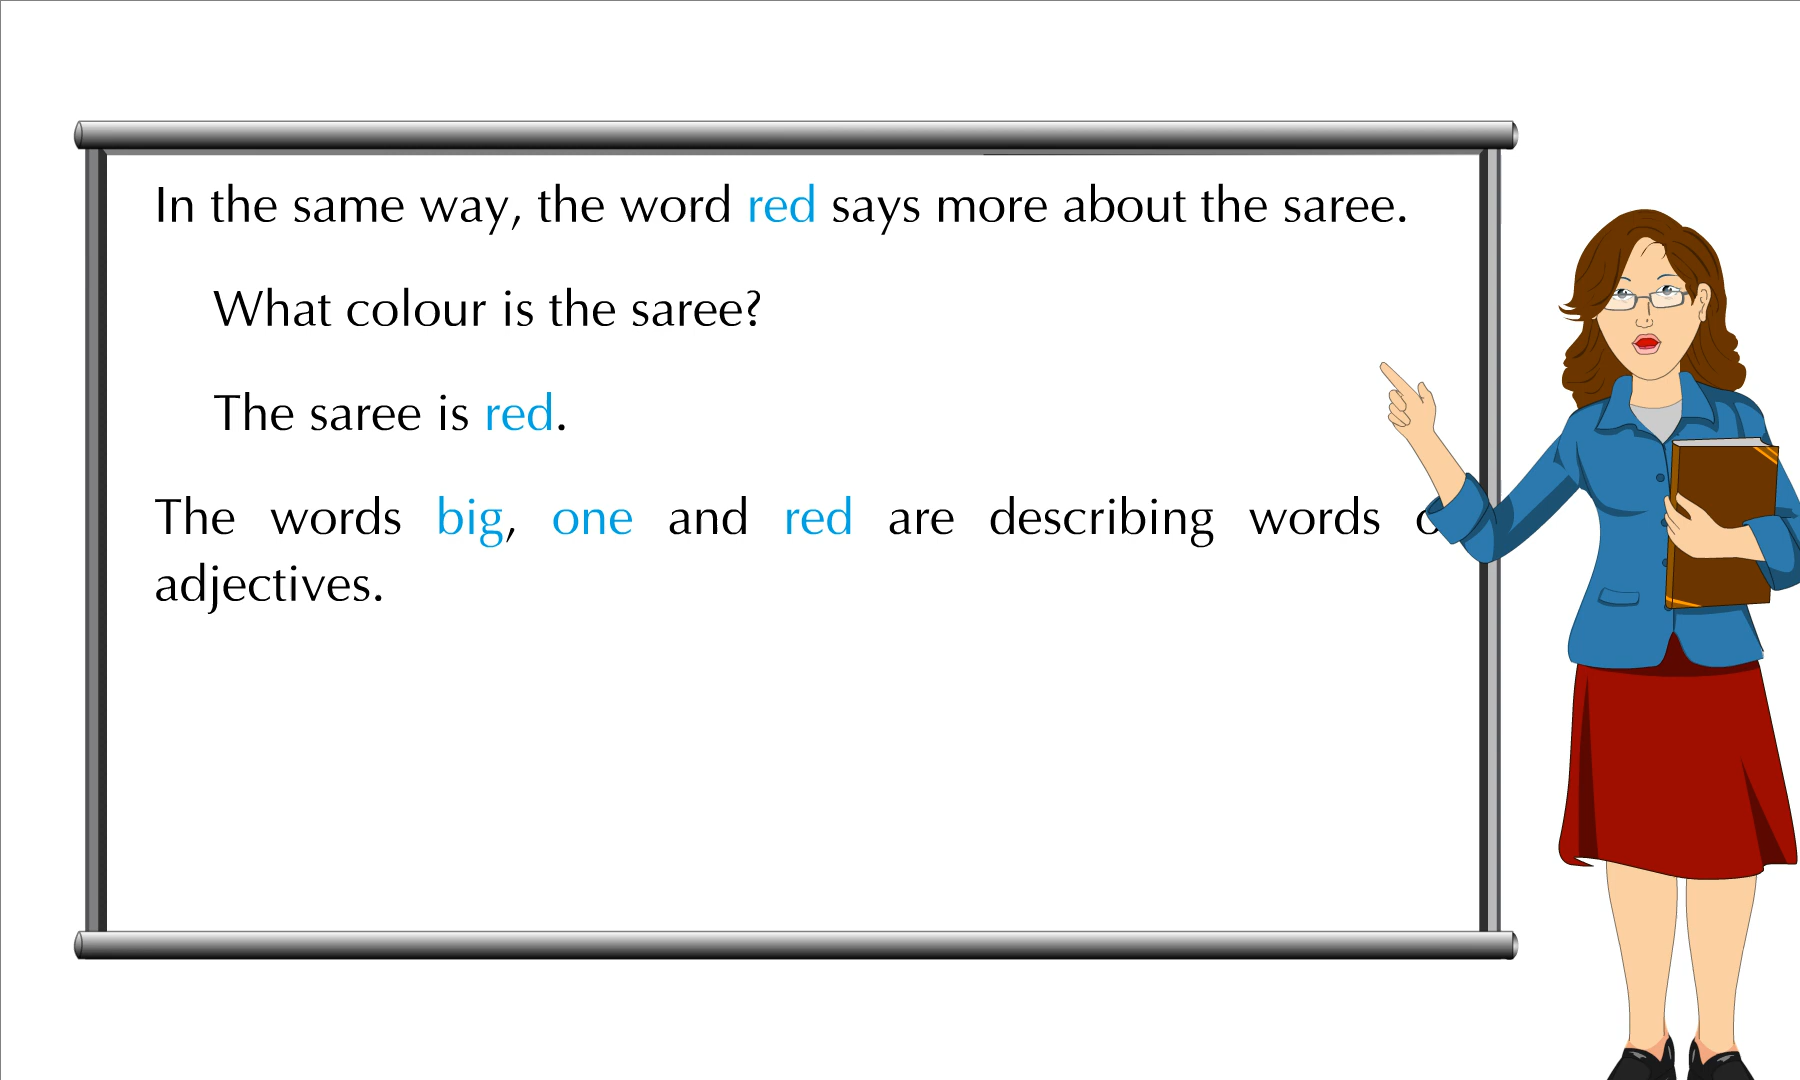 In the same way, the word red says more about the saree.
What colour is the saree?
The saree is red.
The words big, one and red are describing words
adjectives.